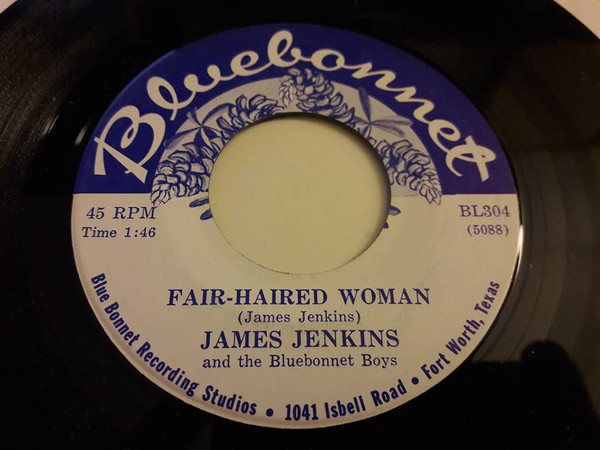 Bluebonnet
45 RPM
Time 1:46
BL304
(5088)
FAIR-HAIRED WOMAN
(James Jenkins)
JAMES JENKINS
and the Bluebonnet Boys
Blue Bonnet Recording Studios • 1041 Isbell Road • Fort Worth, Texas